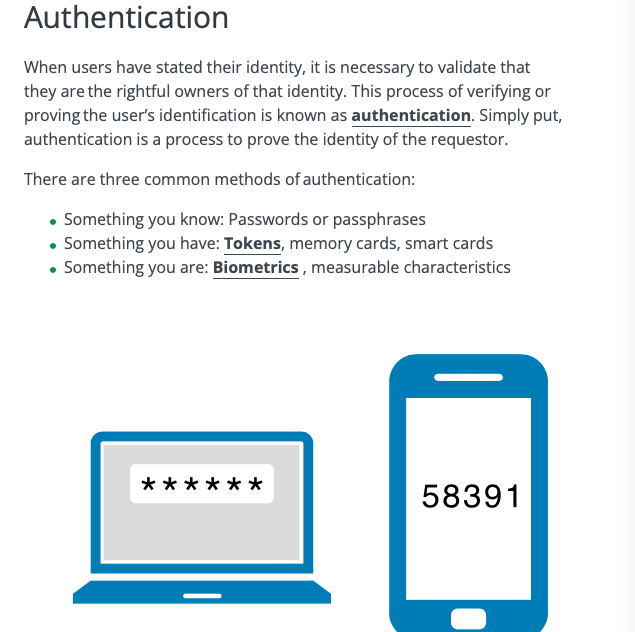 Authentication
When users have stated their identity, it is necessary to validate that
they are the rightful owners of that identity. This process of verifying or
proving the user’s identification is known as authentication. Simply put,
authentication is a process to prove the identity of the requestor.
There are three common methods of authentication:
• Something you know: Passwords or passphrases
• Something you have: Tokens, memory cards, smart cards
• Something you are: Biometrics , measurable characteristics
******
58391